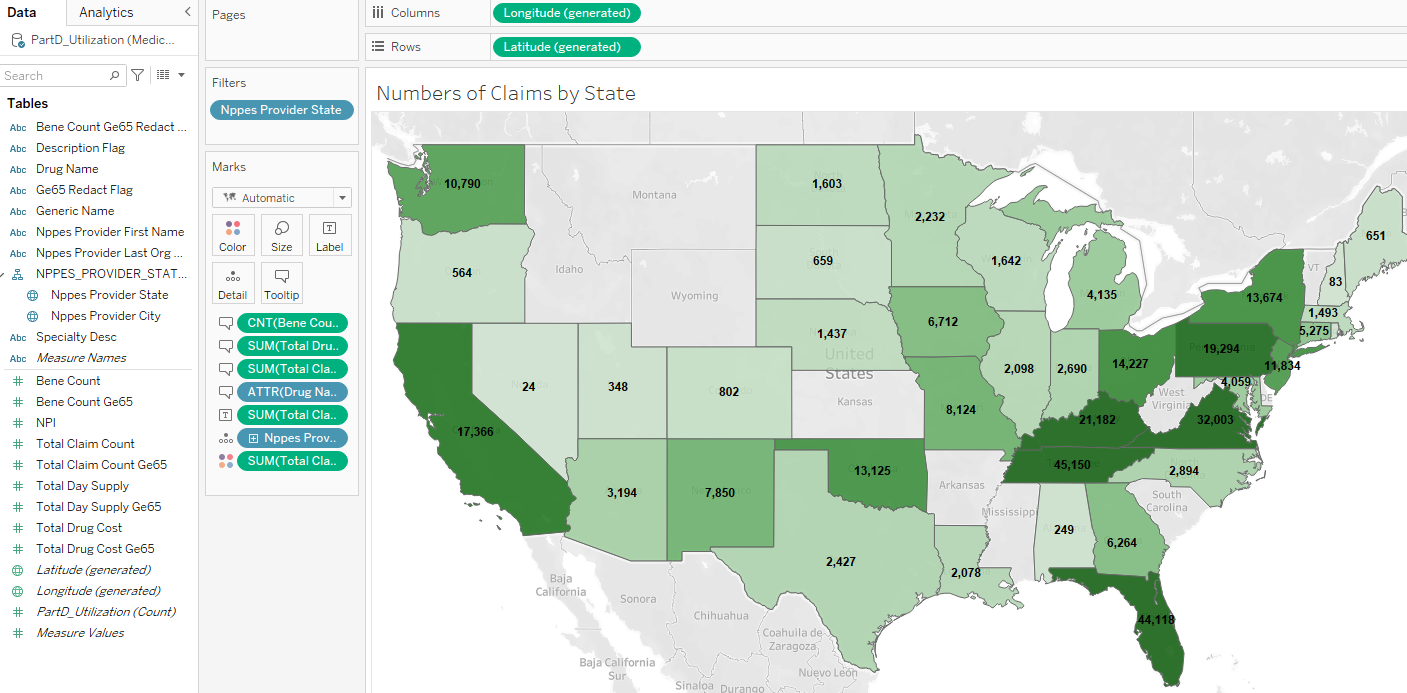 Data
Analytics
PartD_Utilization (Medic...
Search
Tables
Abc Bene Count Ge65 Redact ...
Abc Description Flag
Abc Drug Name
Abc Ge65 Redact Flag
Abc Generic Name
Abc Nppes Provider First Name
Abc Nppes Provider Last Org ...
NPPES_PROVIDER_STAT...
Nppes Provider State
Nppes Provider City
Abc Specialty Desc
Abc Measure Names
# Bene Count
# Bene Count Ge65
# NPI
# Total Claim Count
# Total Claim Count Ge65
# Total Day Supply
# Total Day Supply Ge65
# Total Drug Cost
# Total Drug Cost Ge65
Latitude (generated)
Longitude (generated)
# PartD_Utilization (Count)
# Measure Values
Pages
Filters
Nppes Provider State
Marks
Automatic
Color
Size
T
Label
Detail
Tooltip
CNT(Bene Cou..
SUM(Total Dru..
SUM(Total Cla..
ATTR(Drug Na..
T SUM(Total Cla..
Nppes Prov..
SUM(Total Cla..
Columns
Longitude (generated)
Rows
Latitude (generated)
Numbers of Claims by State
10,790
Montana
1,603
2,232
651
564
Idaho
Wyoming
659
1,642
4,135
VT
83
13,674
1,493
5,275
1,437
6,712
United
States
19,294
11,834
24
348
802
Kansas
8,124
2,098
2,690
14,227
West
Virginia
4,059
DE
17,366
21,182
32,003
3,194
7,850
13,125
Arkansas
45,150
2,894
South
Carolina
Mississippi
249
6,264
2,427
2,078
44,118
Baja
California
Sonora
Chihuahua
Coahuila de
Zaragoza
Baja California
Sur
Nuevo León
Sinaloa
Durango